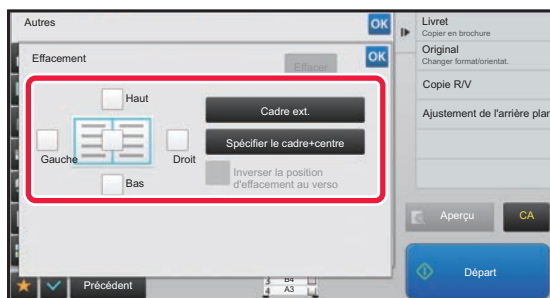 Autres
OK
Effacement
Effacer
OK
Haut
Gauche
Droit
Bas
Cadre ext.
Spécifier le cadre+centre
Inverser la position
d'effacement au verso
Précédent
B4
A3
Livret
Copier en brochure
Original
Changer format/orientat.
Copie R/V
Ajustement de l'arrière plan
Aperçu
CA
Départ